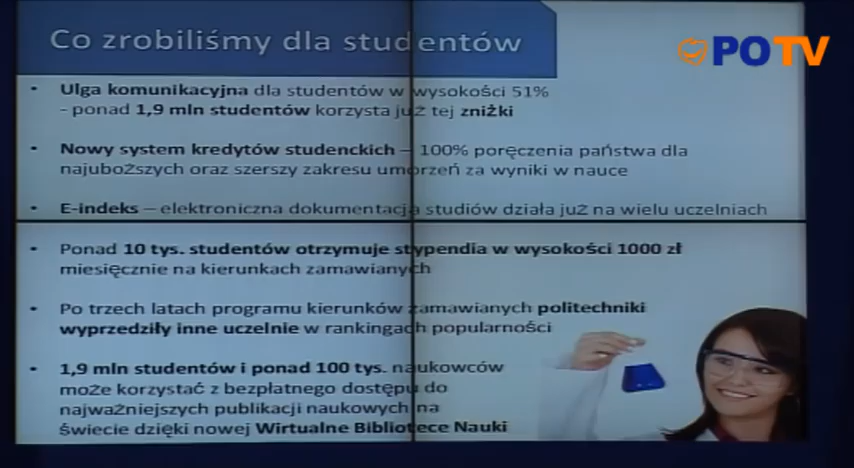 Co zrobiliśmy dla studentów
POTV
• Ulga komunikacyjna dla studentów w wysokości 51%
- ponad 1,9 mln studentów korzysta już tej zniżki
• Nowy system kredytów studenckich – 100% poręczenia państwa dla
najuboższych oraz szerszy zakresu umorzeń za wyniki w nauce
• E-indeks – elektroniczna dokumentacja studiów działa już na wielu uczelniach
• Ponad 10 tys. studentów otrzymuje stypendia w wysokości 1000 zł
miesięcznie na kierunkach zamawianych
• Po trzech latach programu kierunków zamawianych politechniki
wyprzedziły inne uczelnie w rankingach popularności
• 1,9 mln studentów i ponad 100 tys. naukowców
może korzystać z bezpłatnego dostępu do
najważniejszych publikacji naukowych na
świecie dzięki nowej Wirtualne Bibliotece Nauki